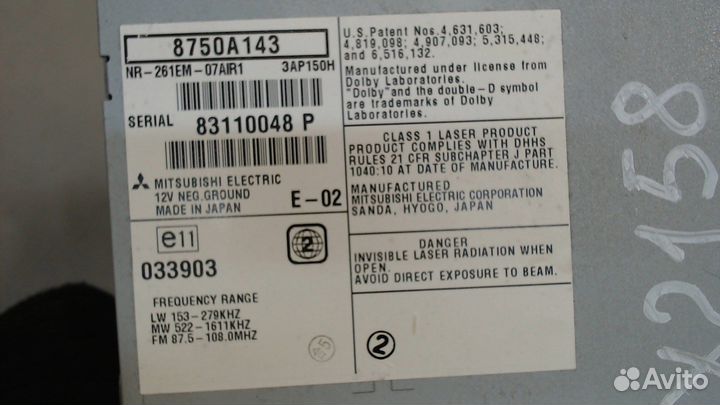 8750A143
NR-261EM-07AIR1 3AP150H
SERIAL 83110048 P
MITSUBISHI ELECTRIC
12V NEG.GROUND
MADE IN JAPAN
E-02
e11
2
033903
FREQUENCY RANGE
LW 153-279KHZ
MW 522-1611KHZ
FM 87.5-108.0MHZ
U.S.Patent Nos.4,631,603;
4,819,098; 4,907,093; 5,315,448;
and 6,516,132.
Manufactured under license from
Dolby Laboratories.
"Dolby"and the double-D symbol
are trademarks of Dolby
Laboratories.
CLASS 1 LASER PRODUCT
PRODUCT COMPLIES WITH DHHS
RULES 21 CFR SUBCHAPTER J PART
1040:10 AT DATE OF MANUFACTURE.
MANUFACTURED
MITSUBISHI ELECTRIC CORPORATION
SANDA, HYOGO, JAPAN
DANGER
INVISIBLE LASER RADIATION WHEN
OPEN.
AVOID DIRECT EXPOSURE TO BEAM.
2
2158
Avito